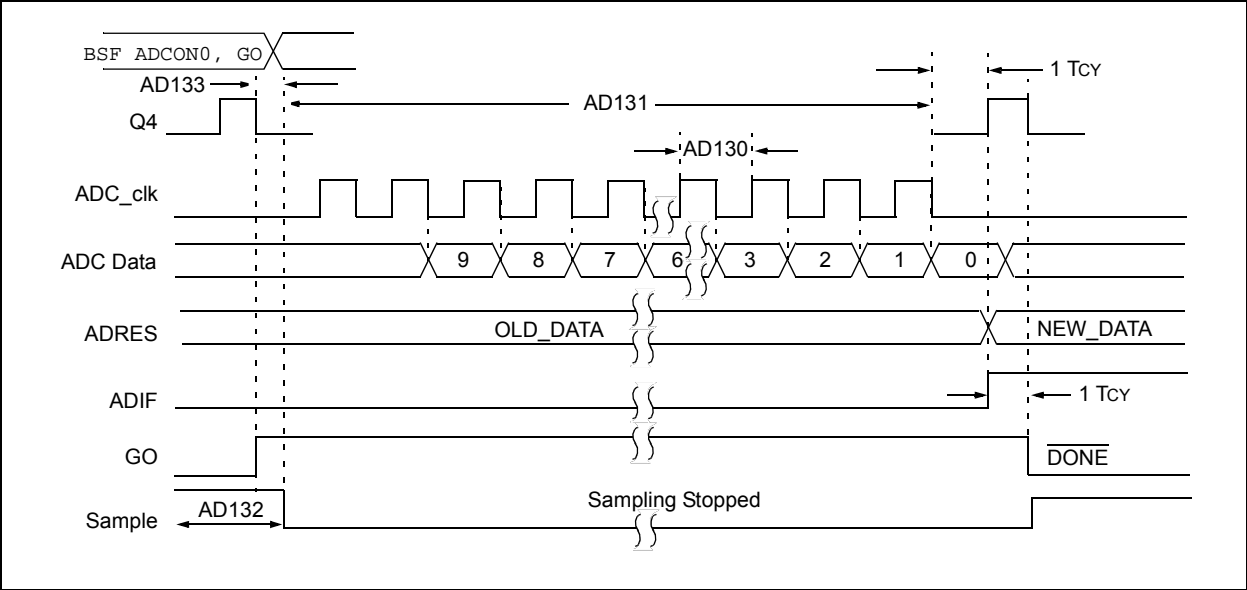 BSF ADCON0, GO
1 TCY
AD133
AD131
Q4
AD130
ADC_clk
ADC Data
9 8 7 6 3 2 1 0
ADRES
OLD_DATA
NEW_DATA
ADIF
1 TCY
GO
DONE
Sampling Stopped
AD132
Sample